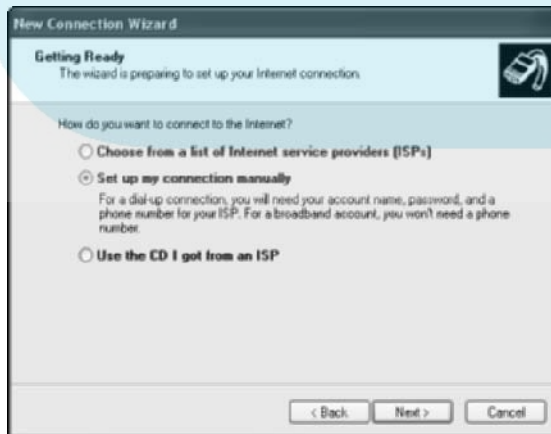 New Connection Wizard
Getting Ready
The wizard is preparing to set up your Internet connection.
How do you want to connect to the Internet?
Choose from a list of Internet service providers (ISPs)
Set up my connection manually
For a dial-up connection, you will need your account name, password, and a
phone number for your ISP. For a broadband account, you won't need a phone
number.
Use the CD I got from an ISP
< Back
Next >
Cancel